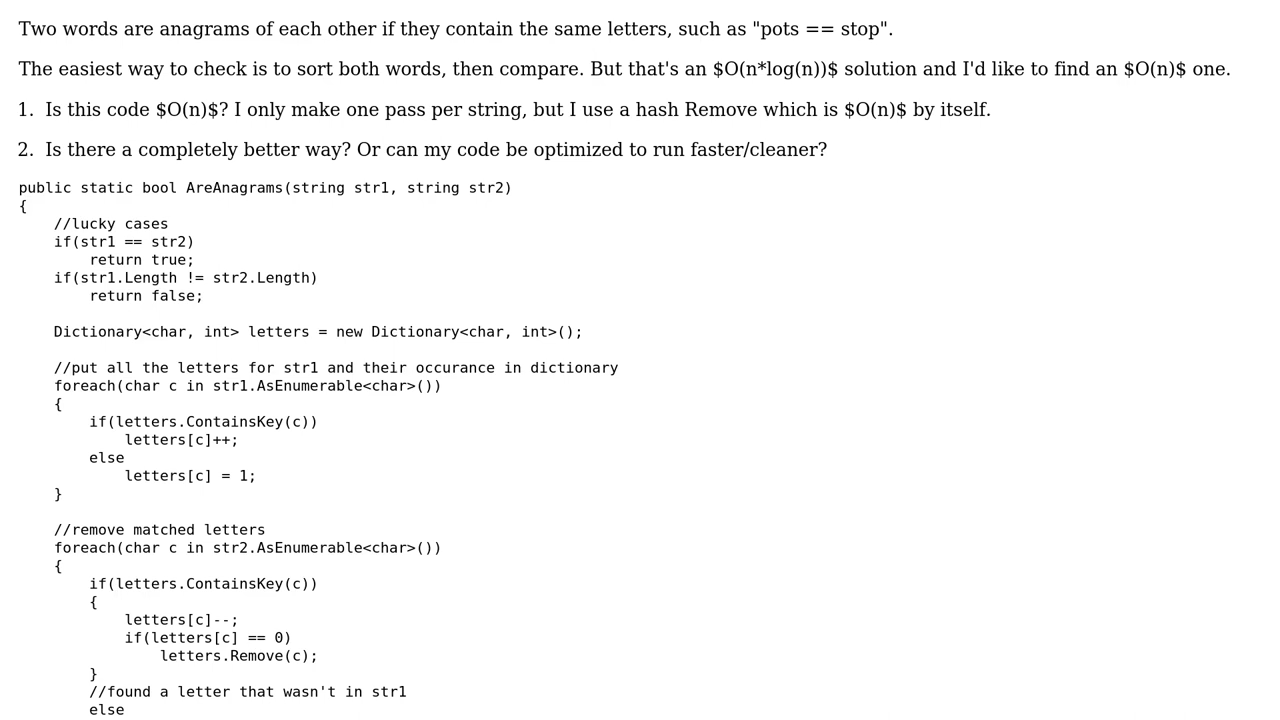 Two words are anagrams of each other if they contain the same letters, such as "pots == stop".
The easiest way to check is to sort both words, then compare. But that's an $O(n*log(n))$ solution and I'd like to find an $O(n)$ one.
1. Is this code $O(n)$? I only make one pass per string, but I use a hash Remove which is $O(n)$ by itself.
2. Is there a completely better way? Or can my code be optimized to run faster/cleaner?
public static bool AreAnagrams(string str1, string str2)
{
    //lucky cases
    if(str1 == str2)
        return true;
    if(str1.Length != str2.Length)
        return false;

    Dictionary<char, int> letters = new Dictionary<char, int>();

    //put all the letters for str1 and their occurance in dictionary
    foreach(char c in str1.AsEnumerable<char>())
    {
        if(letters.ContainsKey(c))
            letters[c]++;
        else
            letters[c] = 1;
    }

    //remove matched letters
    foreach(char c in str2.AsEnumerable<char>())
    {
        if(letters.ContainsKey(c))
        {
            letters[c]--;
            if(letters[c] == 0)
                letters.Remove(c);
        }
        //found a letter that wasn't in str1
        else